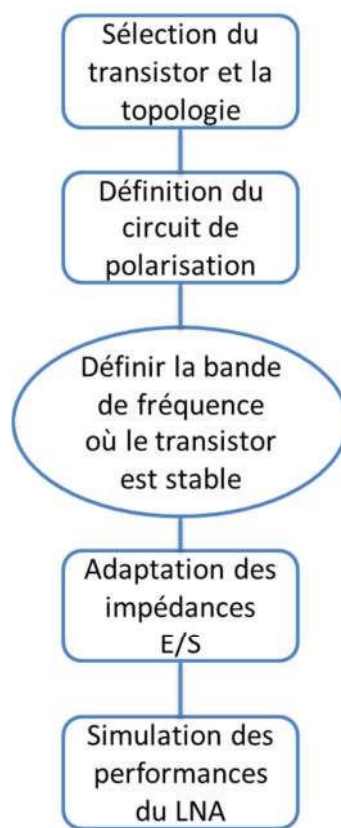 Sélection du
transistor et la
topologie
Définition du
circuit de
polarisation
Définir la bande
de fréquence
où le transistor
est stable
Adaptation des
impédances
E/S
Simulation des
performances
du LNA